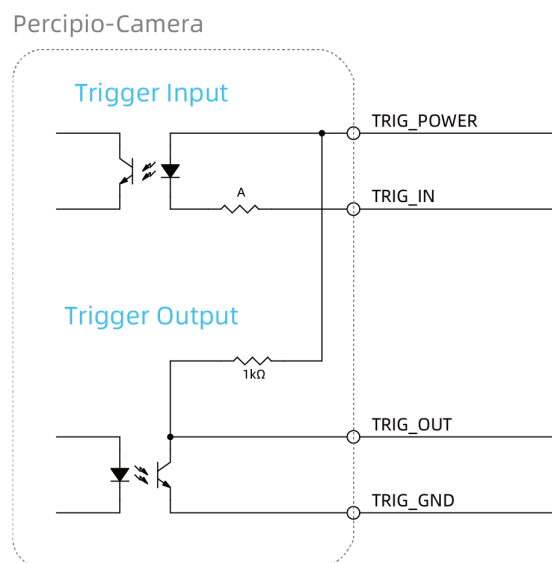 Percipio-Camera
Trigger Input
TRIG_POWER
A
TRIG_IN
Trigger Output
1kΩ
TRIG_OUT
TRIG_GND